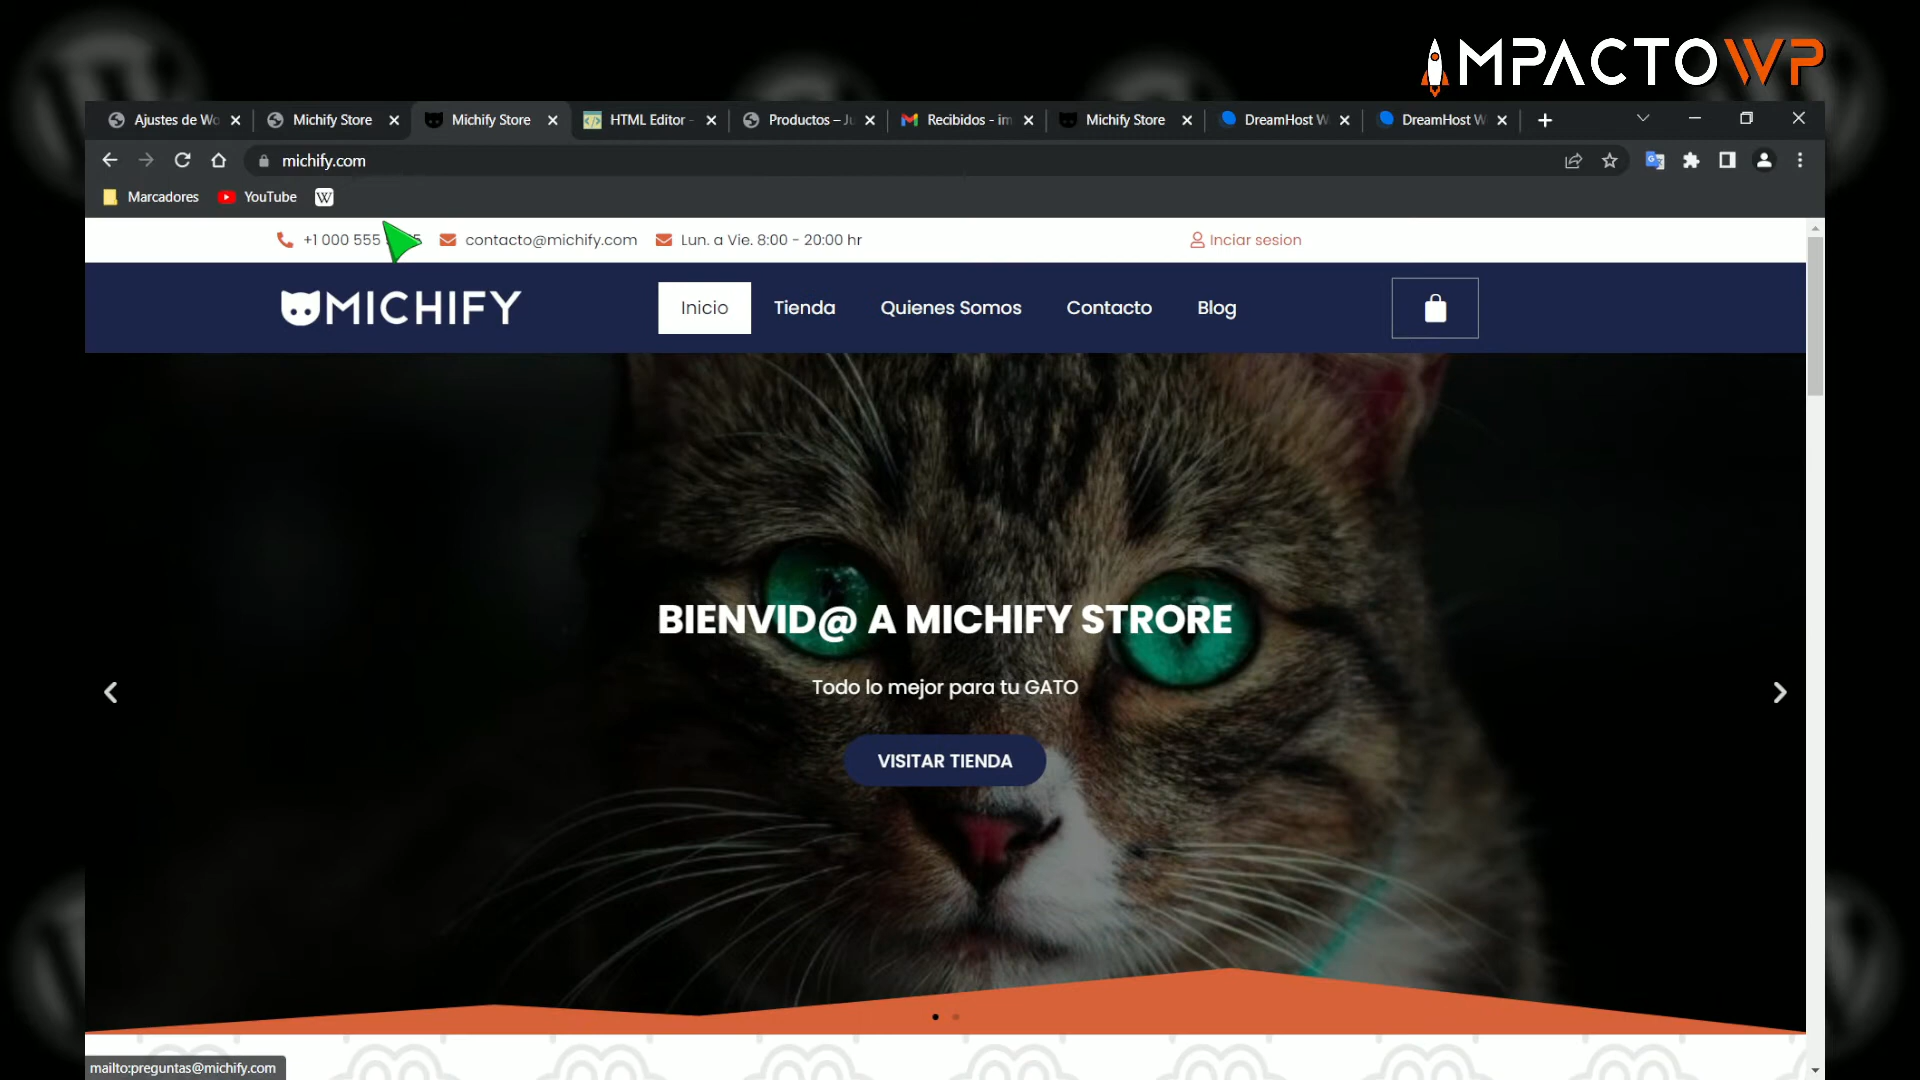 IMPACTOWP
Ajustes de Wo
Michify Store
Michify Store
HTML Editor -
Productos – Ju
Recibidos - im
Michify Store
DreamHost W
DreamHost W
michify.com
Marcadores
YouTube
W
+1 000 555
contacto@michify.com
Lun. a Vie. 8:00 - 20:00 hr
Inciar sesion
MICHIFY
Inicio
Tienda
Quienes Somos
Contacto
Blog
BIENVID@ A MICHIFY STRORE
Todo lo mejor para tu GATO
VISITAR TIENDA
mailto:preguntas@michify.com